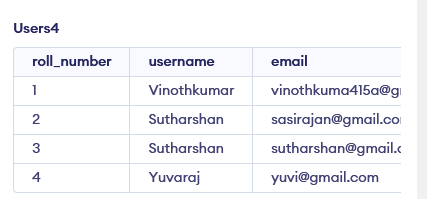 Users4
roll_number username email
1 Vinothkumar vinothkuma415a@g
2 Sutharshan sasirajan@gmail.co
3 Sutharshan sutharshan@gmail.
4 Yuvaraj yuvi@gmail.com